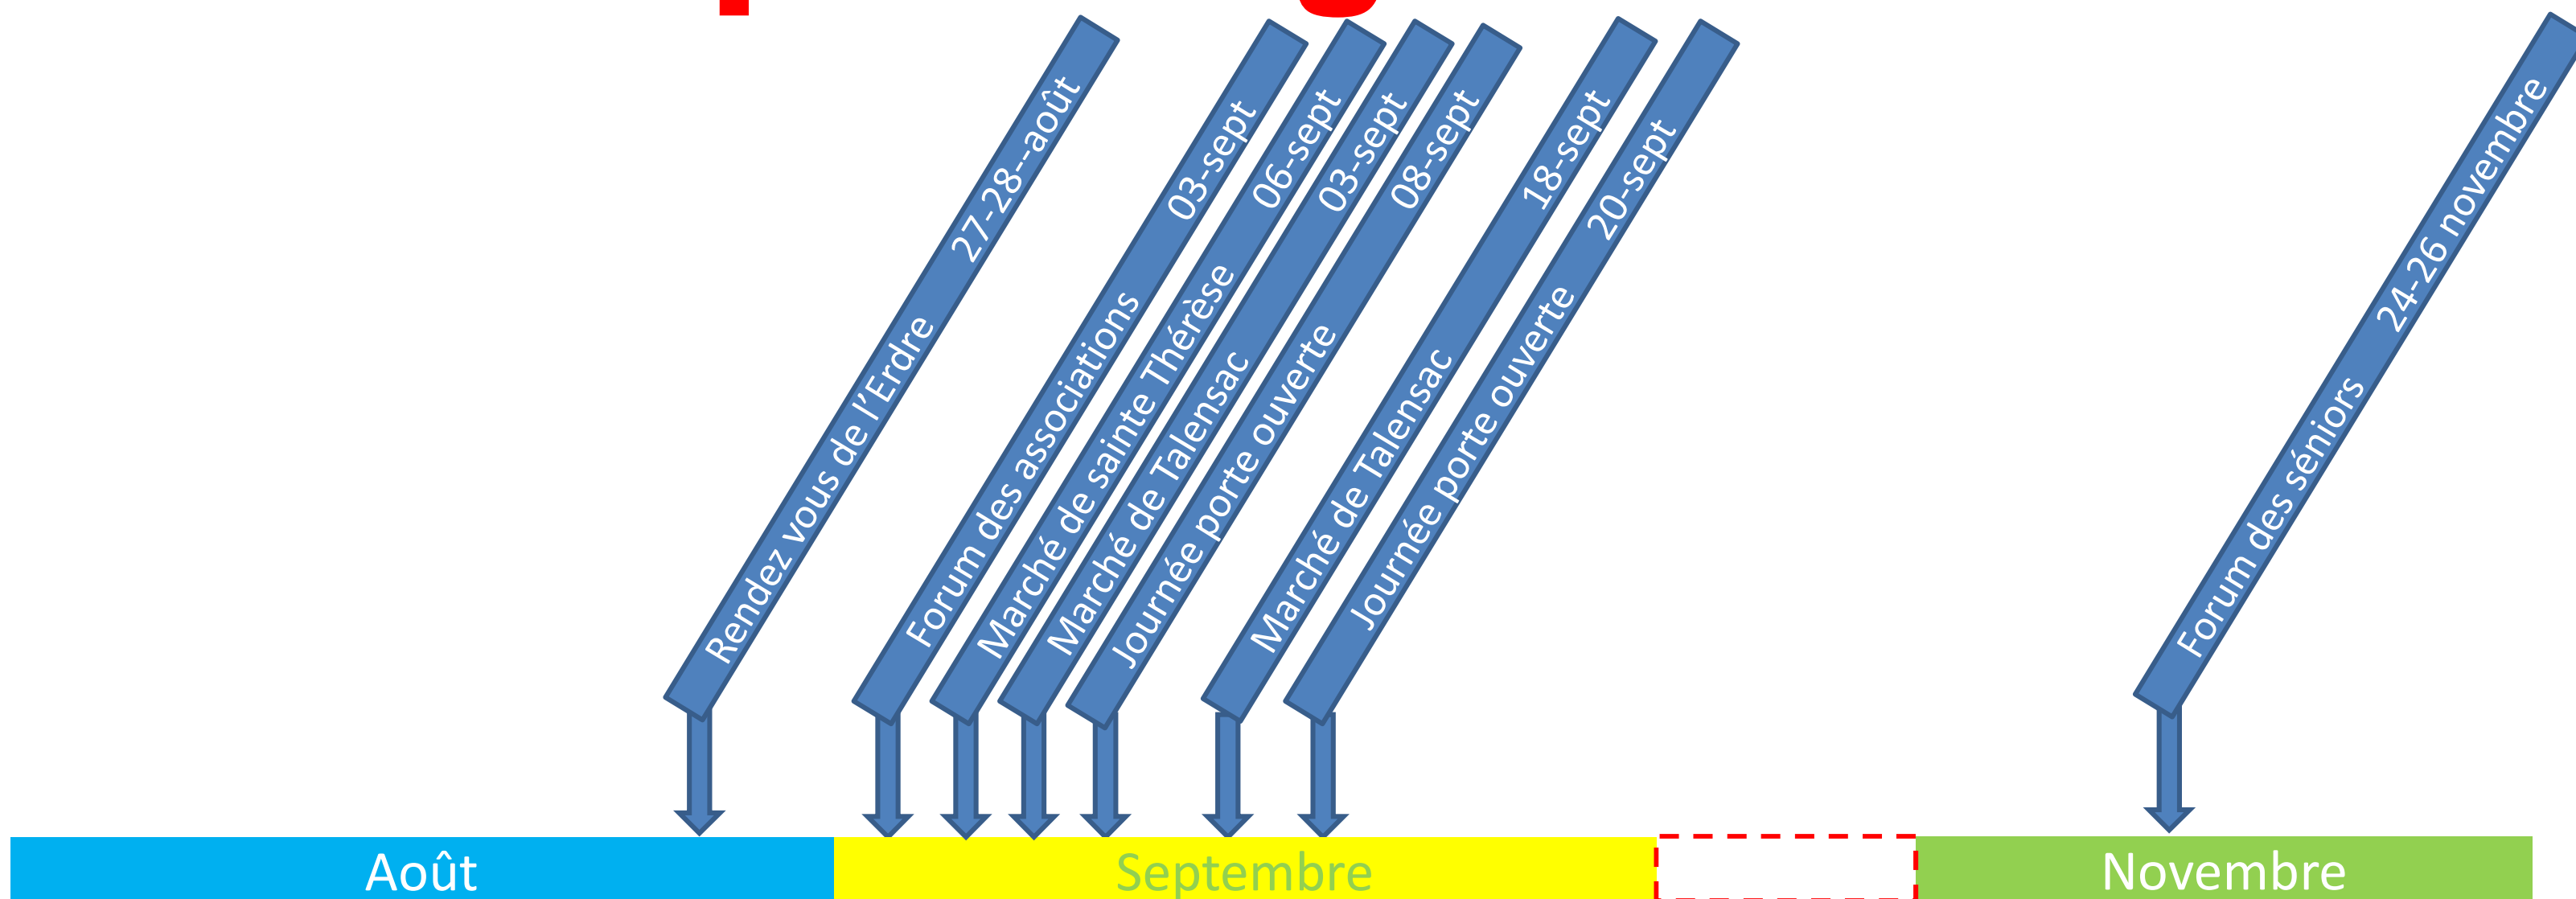 Rendez vous de l'Erdre 27-28--août
Forum des associations 03-sept
Marché de sainte Thérèse 06-sept
Marché de Talensac 03-sept
Journée porte ouverte 08-sept
Marché de Talensac 18-sept
Journée porte ouverte 20-sept
Forum des séniors 24-26 novembre
Août
Septembre
Novembre